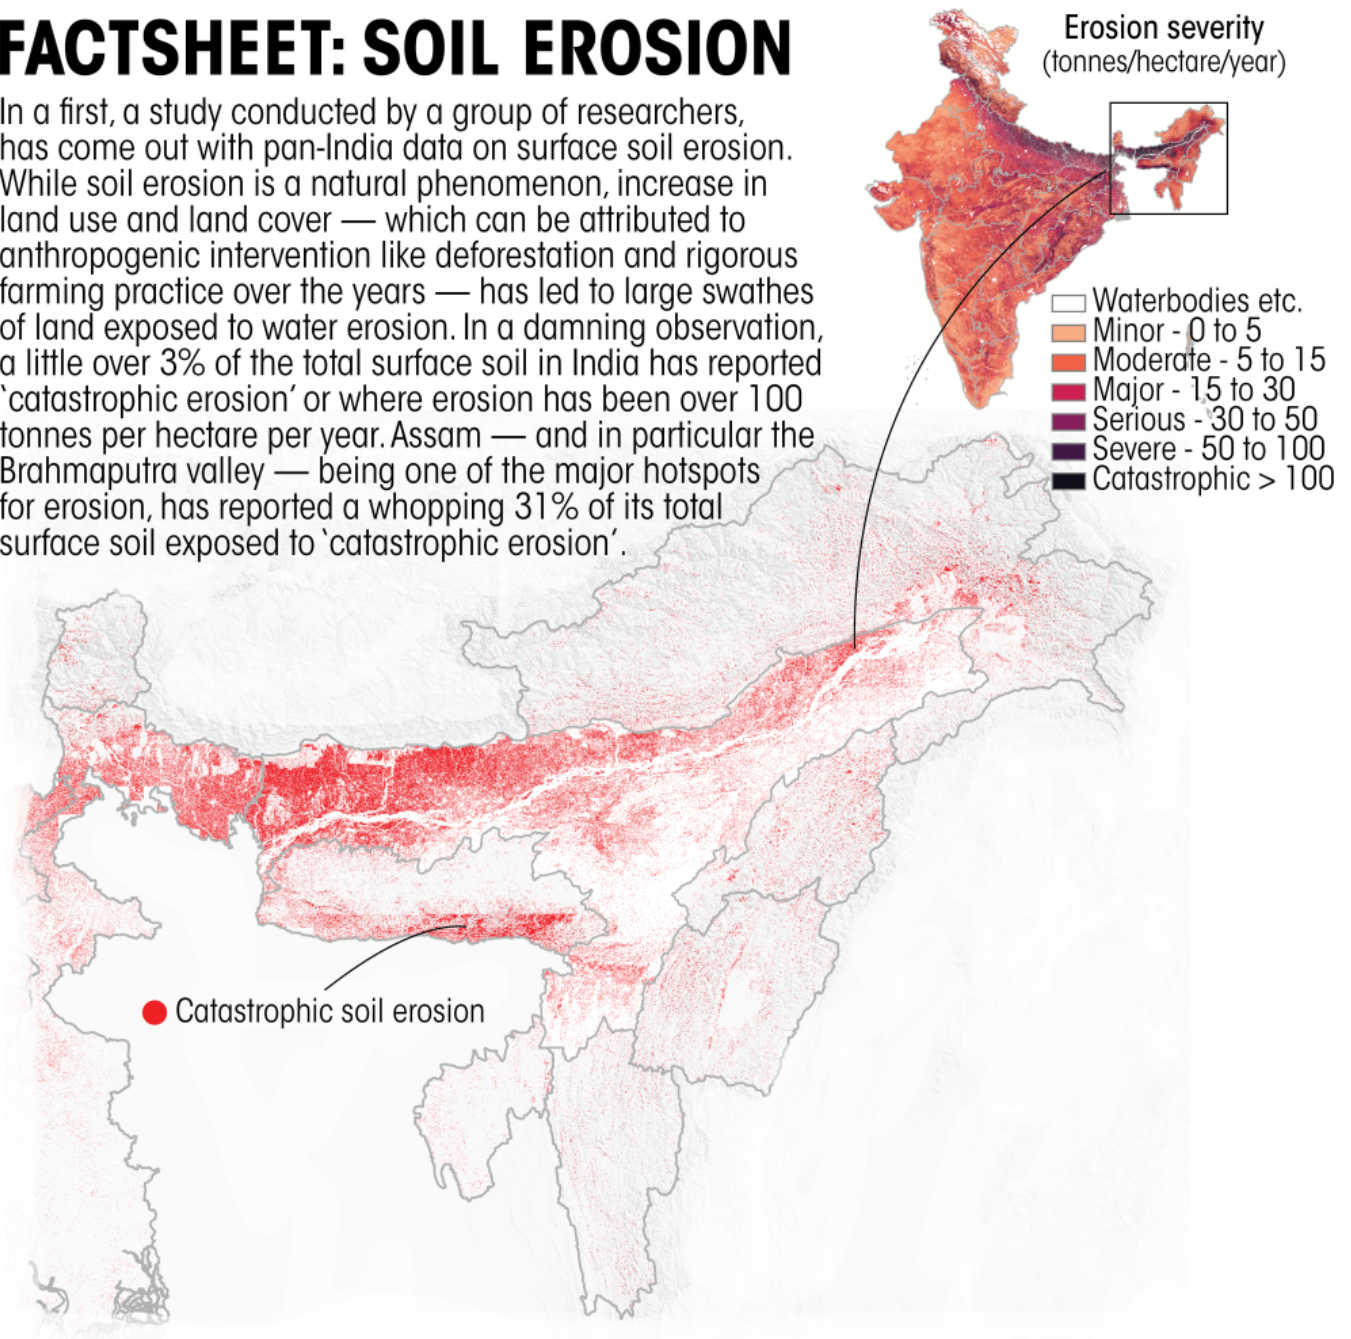 FACTSHEET: SOIL EROSION
In a first, a study conducted by a group of researchers,
has come out with pan-India data on surface soil erosion.
While soil erosion is a natural phenomenon, increase in
land use and land cover — which can be attributed to
anthropogenic intervention like deforestation and rigorous
farming practice over the years — has led to large swathes
of land exposed to water erosion. In a damning observation,
a little over 3% of the total surface soil in India has reported
‘catastrophic erosion’ or where erosion has been over 100
tonnes per hectare per year. Assam — and in particular the
Brahmaputra valley — being one of the major hotspots
for erosion, has reported a whopping 31% of its total
surface soil exposed to ‘catastrophic erosion’.
Erosion severity
(tonnes/hectare/year)
Waterbodies etc.
Minor - 0 to 5
Moderate - 5 to 15
Major - 15 to 30
Serious - 30 to 50
Severe - 50 to 100
Catastrophic > 100
Catastrophic soil erosion